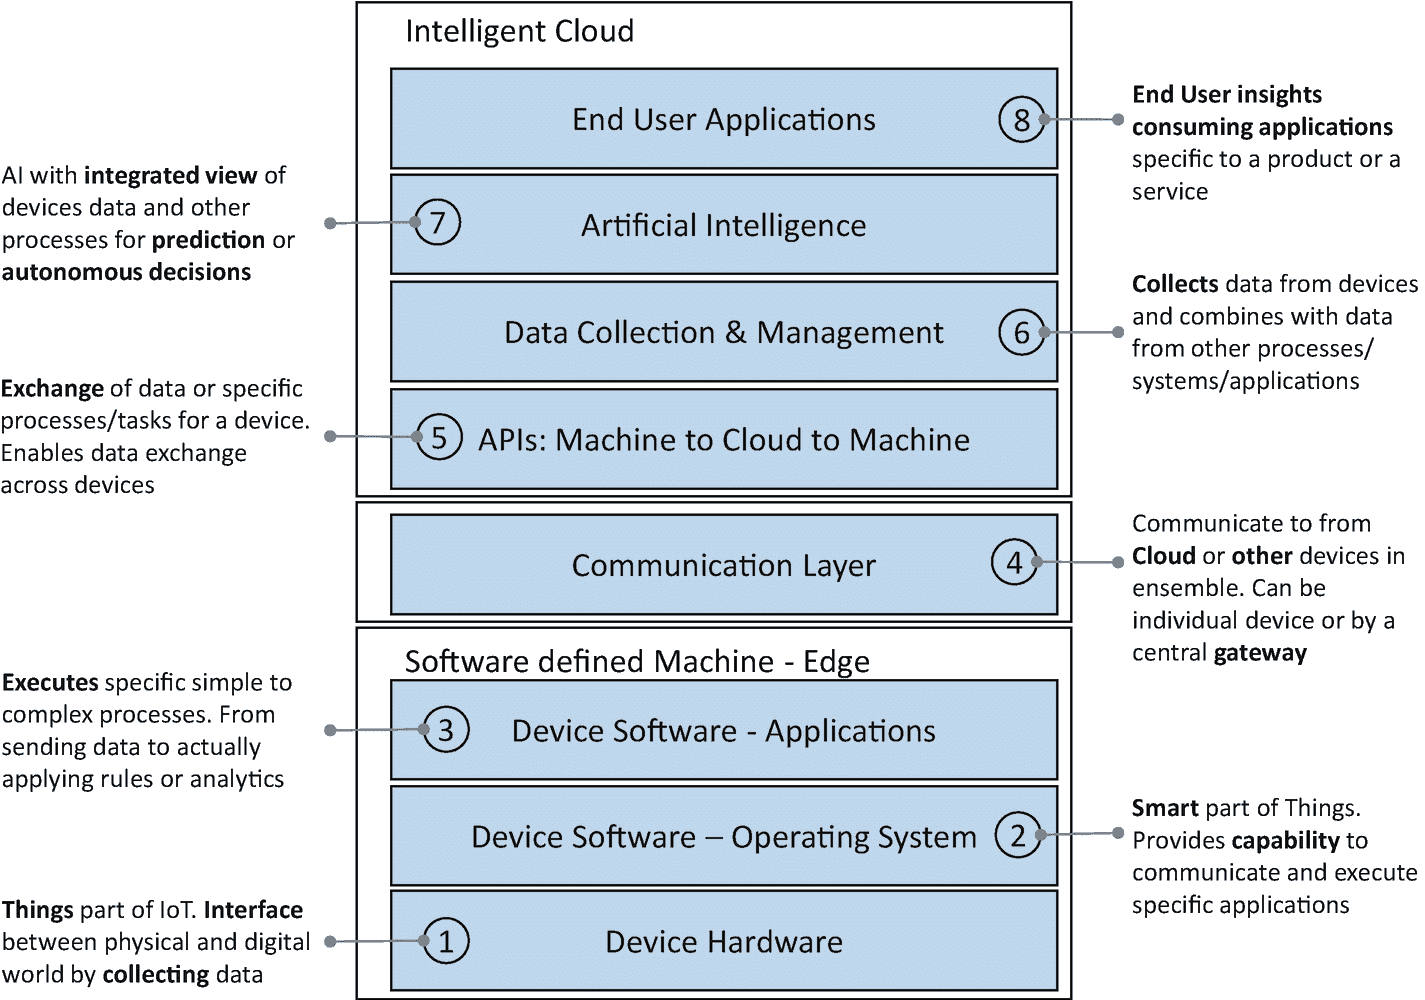 Intelligent Cloud
End User Applications
8
End User insights
consuming applications
specific to a product or a
service
AI with integrated view of
devices data and other
processes for prediction or
autonomous decisions
7
Artificial Intelligence
Data Collection & Management
6
Collects data from devices
and combines with data
from other processes/
systems/applications
Exchange of data or specific
processes/tasks for a device.
Enables data exchange
across devices
5
APIs: Machine to Cloud to Machine
Communication Layer
4
Communicate to from
Cloud or other devices in
ensemble. Can be
individual device or by a
central gateway
Software defined Machine - Edge
Executes specific simple to
complex processes. From
sending data to actually
applying rules or analytics
3
Device Software - Applications
Device Software – Operating System
2
Smart part of Things.
Provides capability to
communicate and execute
specific applications
Things part of IoT. Interface
between physical and digital
world by collecting data
1
Device Hardware